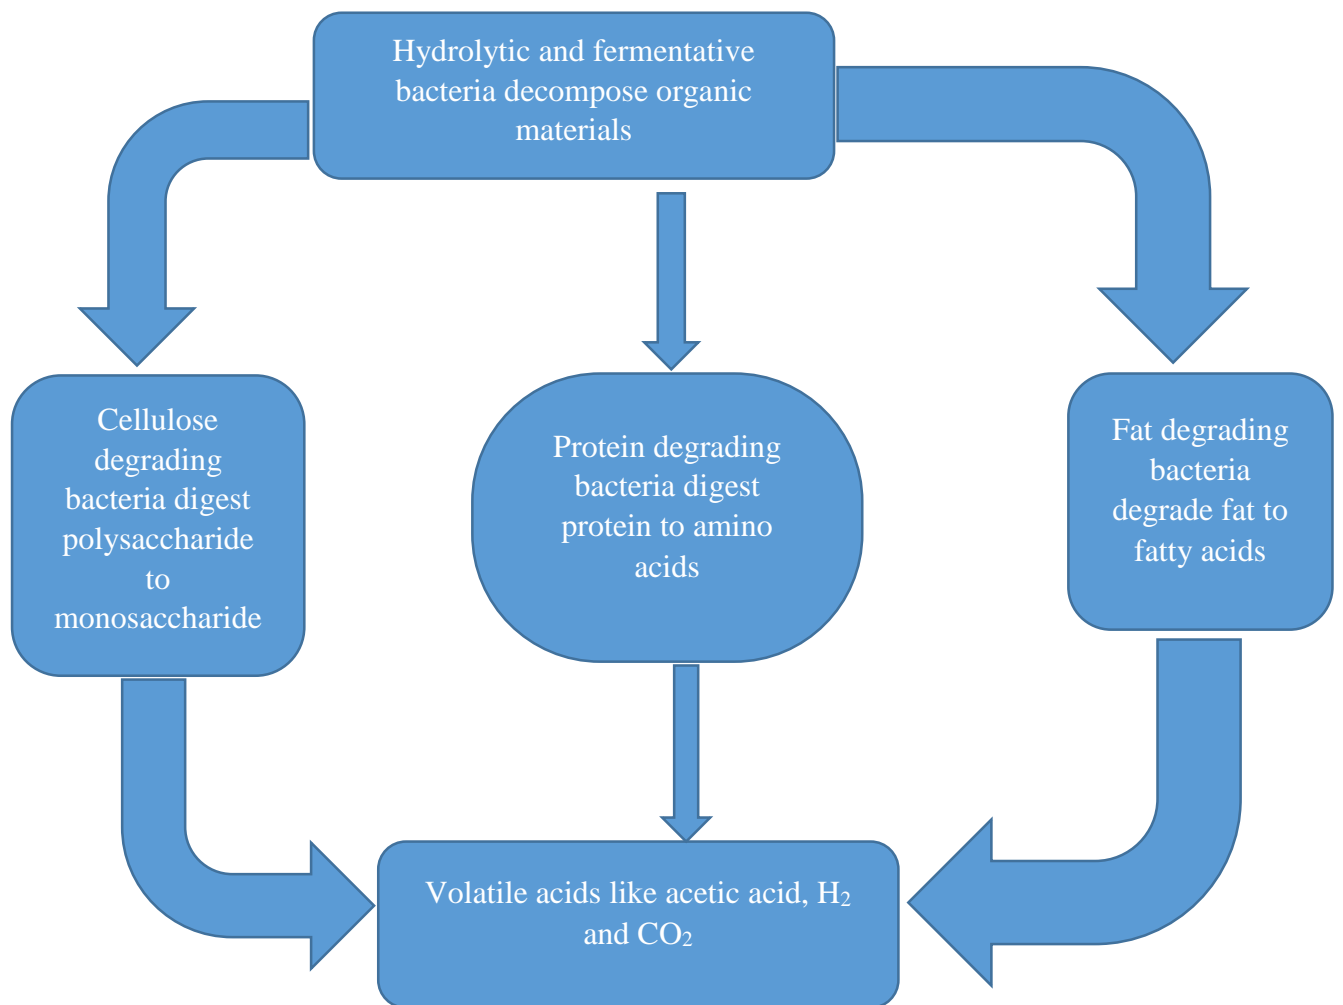 Hydrolytic and fermentative
bacteria decompose organic
materials
Cellulose
degrading
bacteria digest
polysaccharide
to
monosaccharide
Protein degrading
bacteria digest
protein to amino
acids
Fat degrading
bacteria
degrade fat to
fatty acids
Volatile acids like acetic acid, H₂
and CO₂